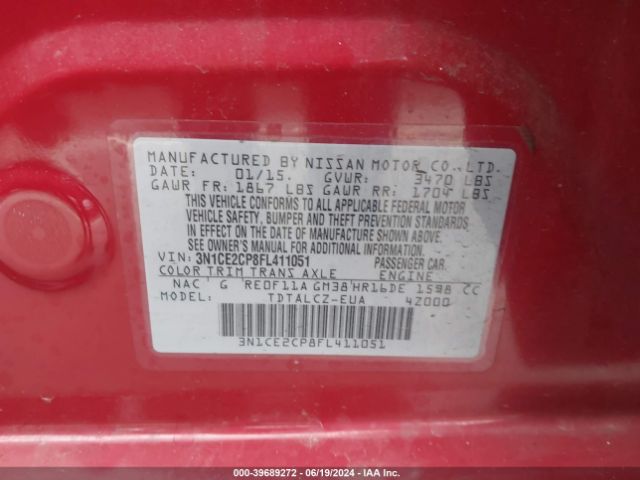 MANUFACTURED BY NISSAN MOTOR CO., LTD.
DATE: 01/15. GVWR: 3470 LBS
GAWR FR: 1867 LBS GAWR RR: 1704 LBS
THIS VEHICLE CONFORMS TO ALL APPLICABLE FEDERAL MOTOR
VEHICLE SAFETY, BUMPER AND THEFT PREVENTION STANDARDS
IN EFFECT ON THE DATE OF MANUFACTURE SHOWN ABOVE.
SEE OWNER'S MANUAL FOR ADDITIONAL INFORMATION.
VIN: 3N1CE2CP8FL411051 PASSENGER CAR.
COLOR TRIM TRANS AXLE ENGINE
NAC G RE0F11A GM38 HR16DE 1598 CC
MODEL: TDTALCZ-EUA 42000
3N1CE2CP8FL411051
000-39689272 - 06/19/2024 - IAA Inc.